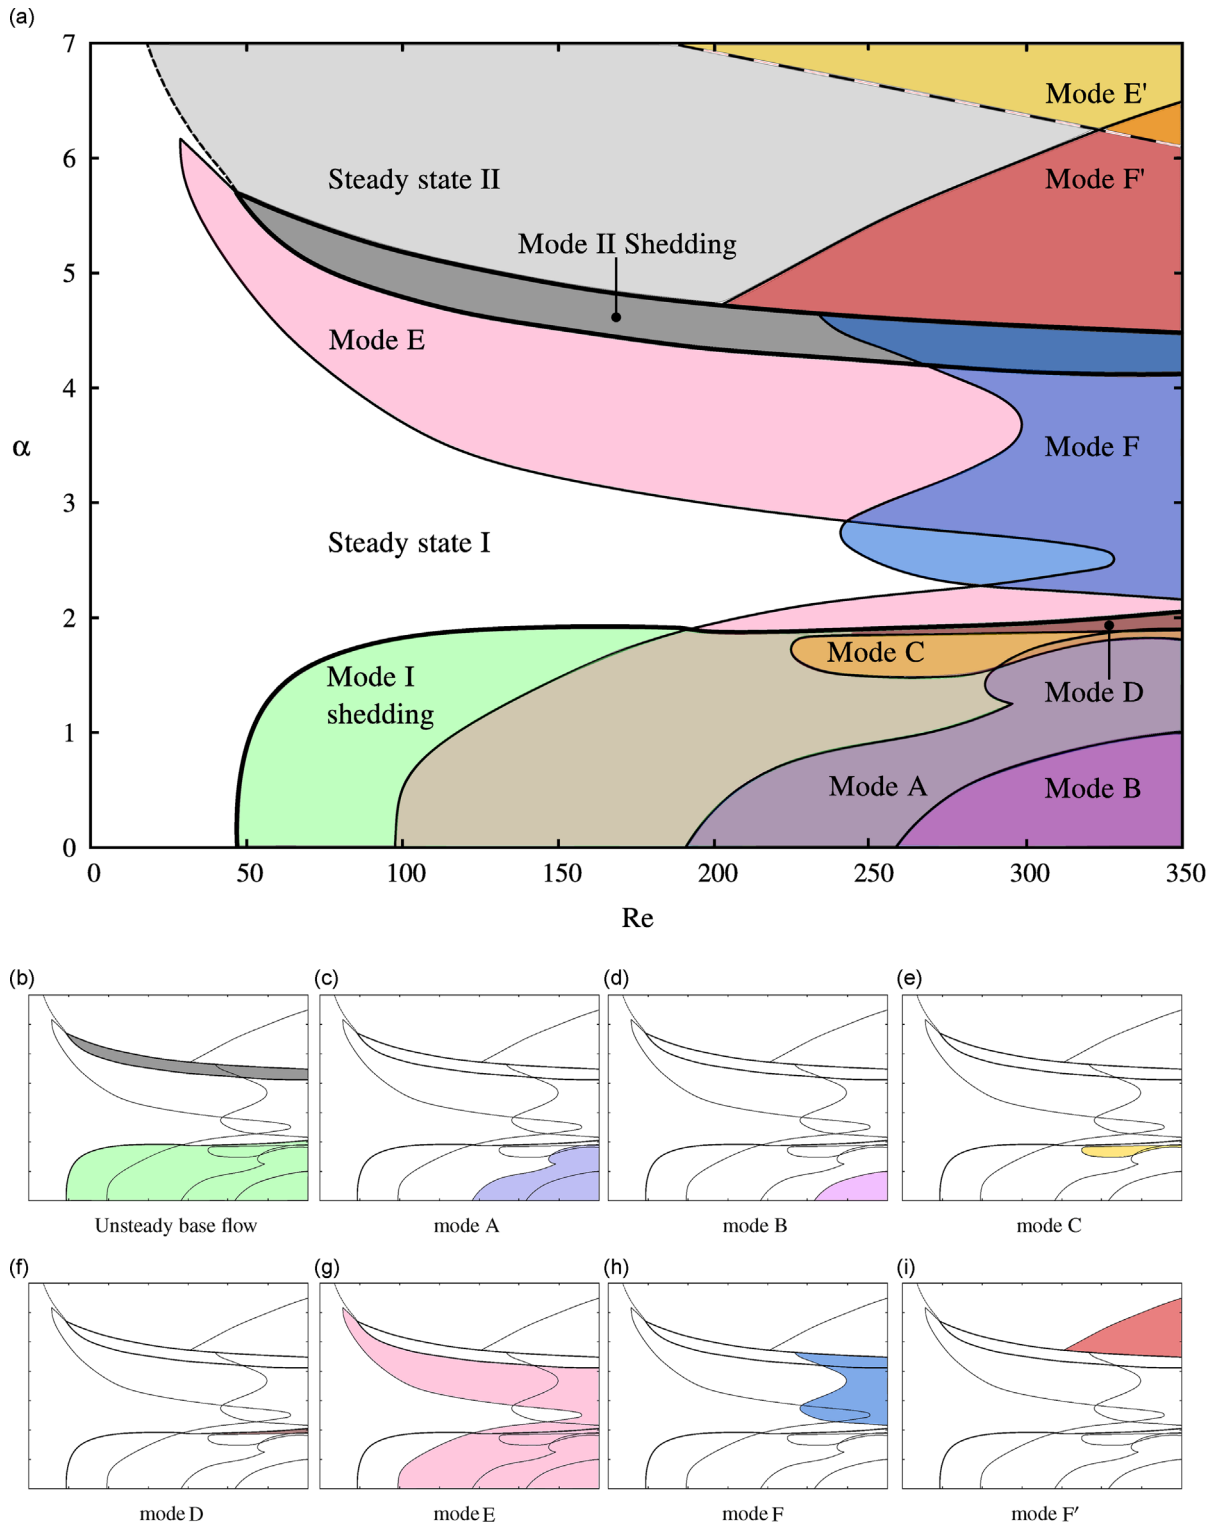 (a)
7
Mode E'
6
Steady state II
Mode F'
Mode II Shedding
5
Mode E
4
α
Mode F
3
Steady state I
2
Mode C
Mode I
shedding
Mode D
1
Mode A
Mode B
0
0 50 100 150 200 250 300 350
Re
(b) (c) (d) (e)
Unsteady base flow mode A mode B mode C
(f) (g) (h) (i)
mode D mode E mode F mode F'